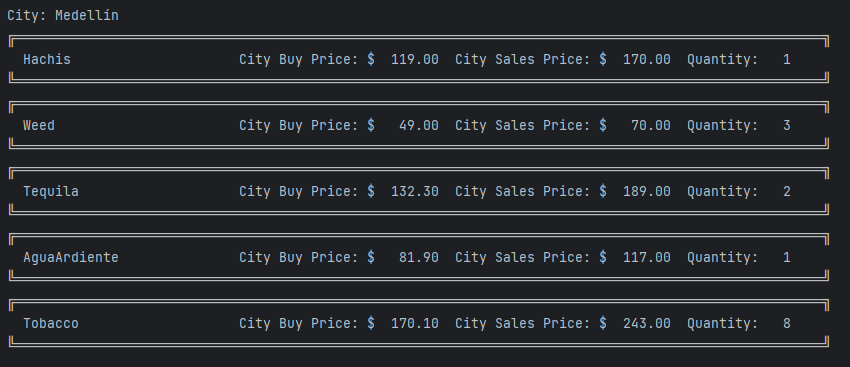 City: Medellín
Hachis City Buy Price: $ 119.00 City Sales Price: $ 170.00 Quantity: 1
Weed City Buy Price: $ 49.00 City Sales Price: $ 70.00 Quantity: 3
Tequila City Buy Price: $ 132.30 City Sales Price: $ 189.00 Quantity: 2
AguaArdiente City Buy Price: $ 81.90 City Sales Price: $ 117.00 Quantity: 1
Tobacco City Buy Price: $ 170.10 City Sales Price: $ 243.00 Quantity: 8